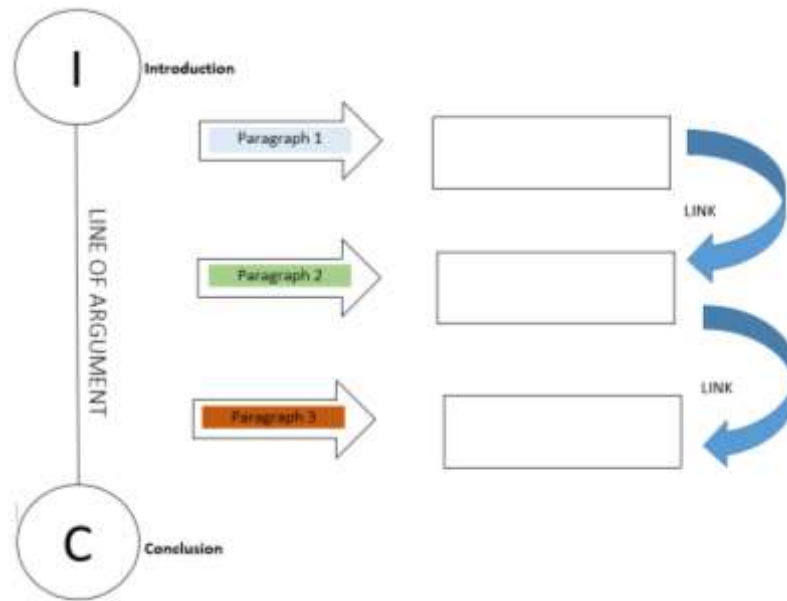 I
Introduction
Paragraph 1
LINK
LINE OF ARGUMENT
Paragraph 2
LINK
Paragraph 3
C
Conclusion